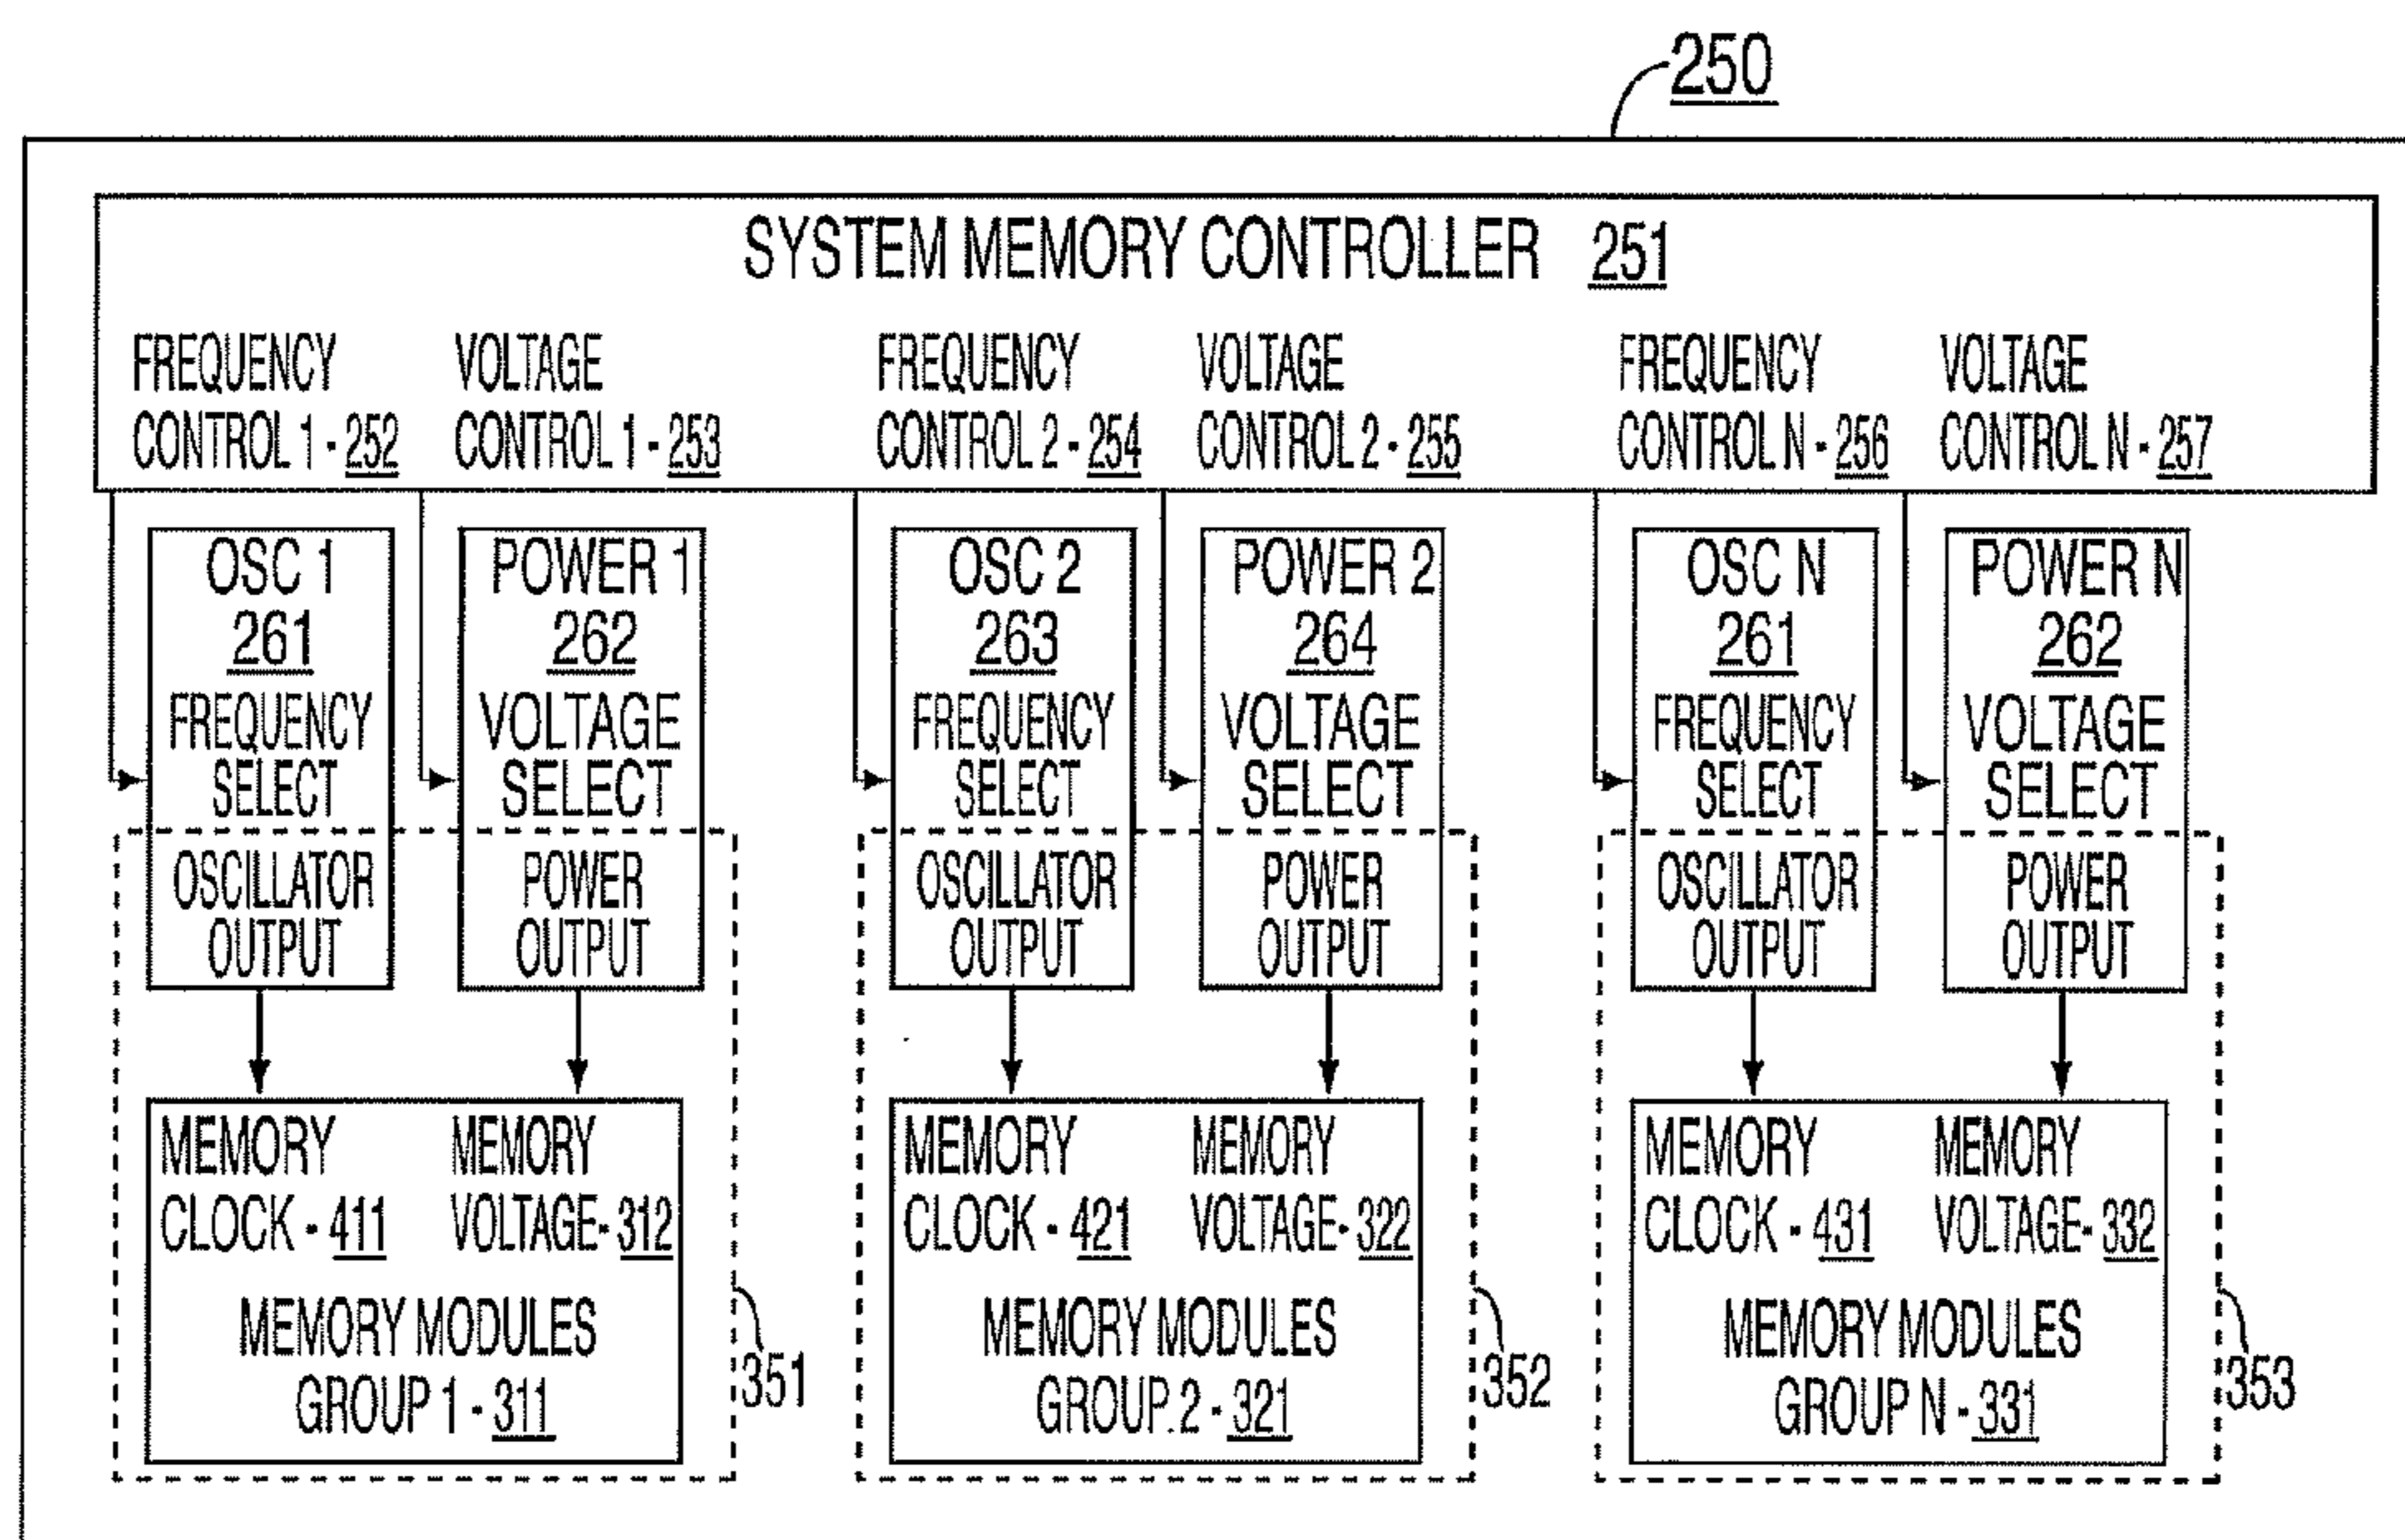 250
SYSTEM MEMORY CONTROLLER 251
FREQUENCY
CONTROL 1 - 252
VOLTAGE
CONTROL 1 - 253
FREQUENCY
CONTROL 2 - 254
VOLTAGE
CONTROL 2 - 255
FREQUENCY
CONTROL N - 256
VOLTAGE
CONTROL N - 257
OSC 1
261
FREQUENCY
SELECT
OSCILLATOR
OUTPUT
POWER 1
262
VOLTAGE
SELECT
POWER
OUTPUT
OSC 2
263
FREQUENCY
SELECT
OSCILLATOR
OUTPUT
POWER 2
264
VOLTAGE
SELECT
POWER
OUTPUT
OSC N
261
FREQUENCY
SELECT
OSCILLATOR
OUTPUT
POWER N
262
VOLTAGE
SELECT
POWER
OUTPUT
MEMORY
CLOCK - 411
MEMORY
VOLTAGE- 312
MEMORY MODULES
GROUP 1 - 311
351
MEMORY
CLOCK - 421
MEMORY
VOLTAGE- 322
MEMORY MODULES
GROUP. 2 - 321
352
MEMORY
CLOCK - 431
MEMORY
VOLTAGE- 332
MEMORY MODULES
GROUP N - 331
353